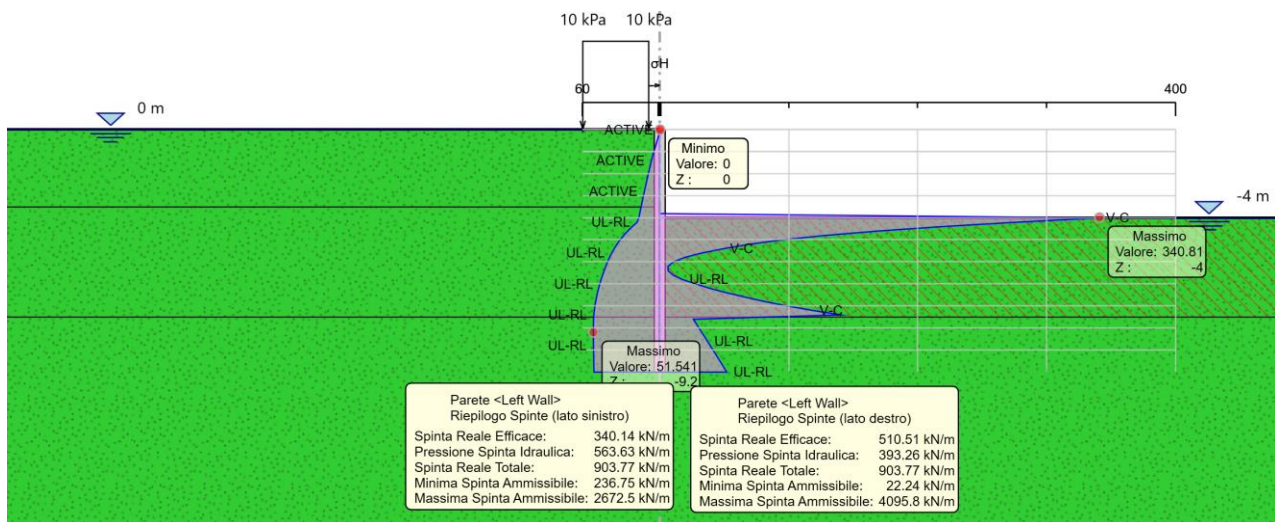 10 kPa 10 kPa
σH
60 400
0 m
ACTIVE
Minimo
Valore: 0
Z : 0
ACTIVE
ACTIVE
-4 m
UL-RL
V-C
Massimo
Valore: 340.81
Z : -4
UL-RL
V-C
UL-RL
UL-RL
UL-RL
V-C
UL-RL
UL-RL
Massimo
Valore: 51.541
Z : -9.2
UL-RL
Parete <Left Wall>
Riepilogo Spinte (lato sinistro)
Spinta Reale Efficace: 340.14 kN/m
Pressione Spinta Idraulica: 563.63 kN/m
Spinta Reale Totale: 903.77 kN/m
Minima Spinta Ammissibile: 236.75 kN/m
Massima Spinta Ammissibile: 2672.5 kN/m
Parete <Left Wall>
Riepilogo Spinte (lato destro)
Spinta Reale Efficace: 510.51 kN/m
Pressione Spinta Idraulica: 393.26 kN/m
Spinta Reale Totale: 903.77 kN/m
Minima Spinta Ammissibile: 22.24 kN/m
Massima Spinta Ammissibile: 4095.8 kN/m